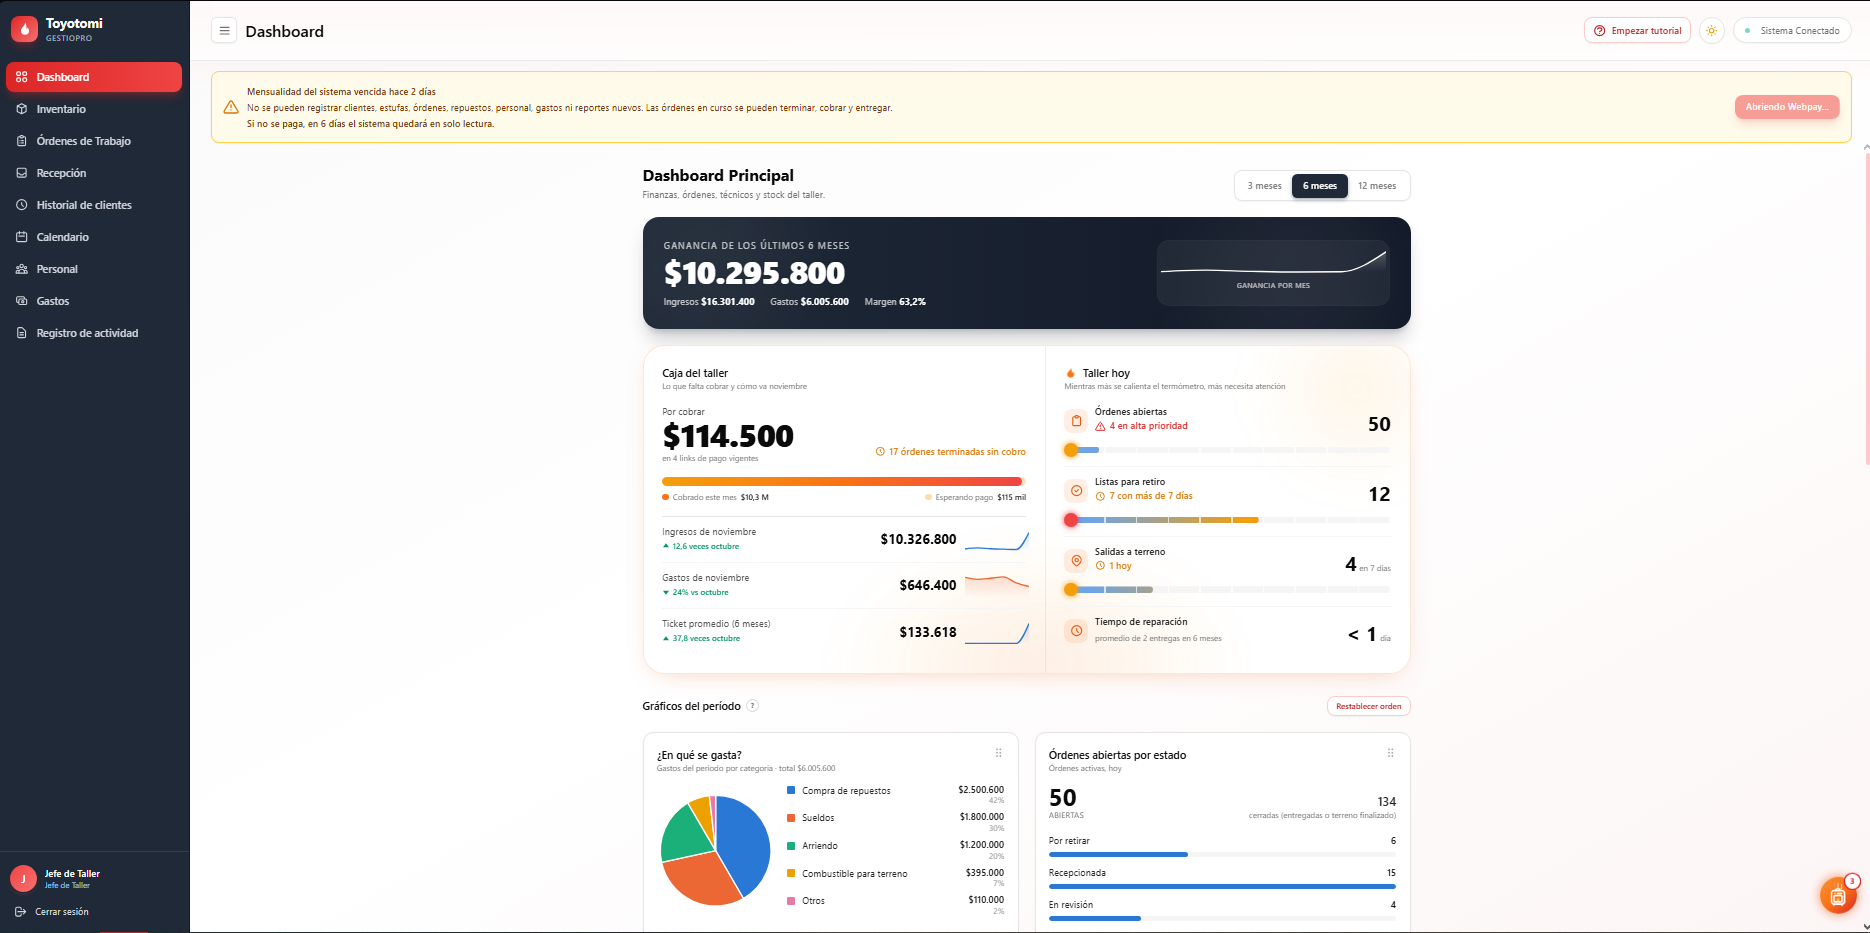 Toyotomi
GESTIOPRO
Dashboard
Inventario
Órdenes de Trabajo
Recepción
Historial de clientes
Calendario
Personal
Gastos
Registro de actividad
J
Jefe de Taller
Jefe de Taller
Cerrar sesión
Dashboard
Empezar tutorial
Sistema Conectado
Mensualidad del sistema vencida hace 2 días
No se pueden registrar clientes, estufas, órdenes, repuestos, personal, gastos ni reportes nuevos. Las órdenes en curso se pueden terminar, cobrar y entregar.
Si no se paga, en 6 días el sistema quedará en solo lectura.
Abriendo Webpay...
Dashboard Principal
Finanzas, órdenes, técnicos y stock del taller.
3 meses
6 meses
12 meses
GANANCIA DE LOS ÚLTIMOS 6 MESES
$10.295.800
Ingresos $16.301.400 Gastos $6.005.600 Margen 63,2%
GANANCIA POR MES
Caja del taller
Lo que falta cobrar y cómo va noviembre
Por cobrar
$114.500
en 4 links de pago vigentes
17 órdenes terminadas sin cobro
Cobrado este mes $10,3 M
Esperando pago $115 mil
Ingresos de noviembre
12,6 veces octubre
$10.326.800
Gastos de noviembre
24% vs octubre
$646.400
Ticket promedio (6 meses)
37,8 veces octubre
$133.618
Taller hoy
Mientras más se calienta el termómetro, más necesita atención
Órdenes abiertas
4 en alta prioridad
50
Listas para retiro
7 con más de 7 días
12
Salidas a terreno
1 hoy
4 en 7 días
Tiempo de reparación
promedio de 2 entregas en 6 meses
< 1 día
Gráficos del período ?
Restablecer orden
¿En qué se gasta?
Gastos del período por categoría · total $6.005.600
Compra de repuestos $2.500.600
42%
Sueldos $1.800.000
30%
Arriendo $1.200.000
20%
Combustible para terreno $395.000
7%
Otros $110.000
2%
Órdenes abiertas por estado
Órdenes activas, hoy
50
ABIERTAS
134
cerradas (entregadas o terreno finalizado)
Por retirar 6
Recepcionada 15
En revisión 4
3